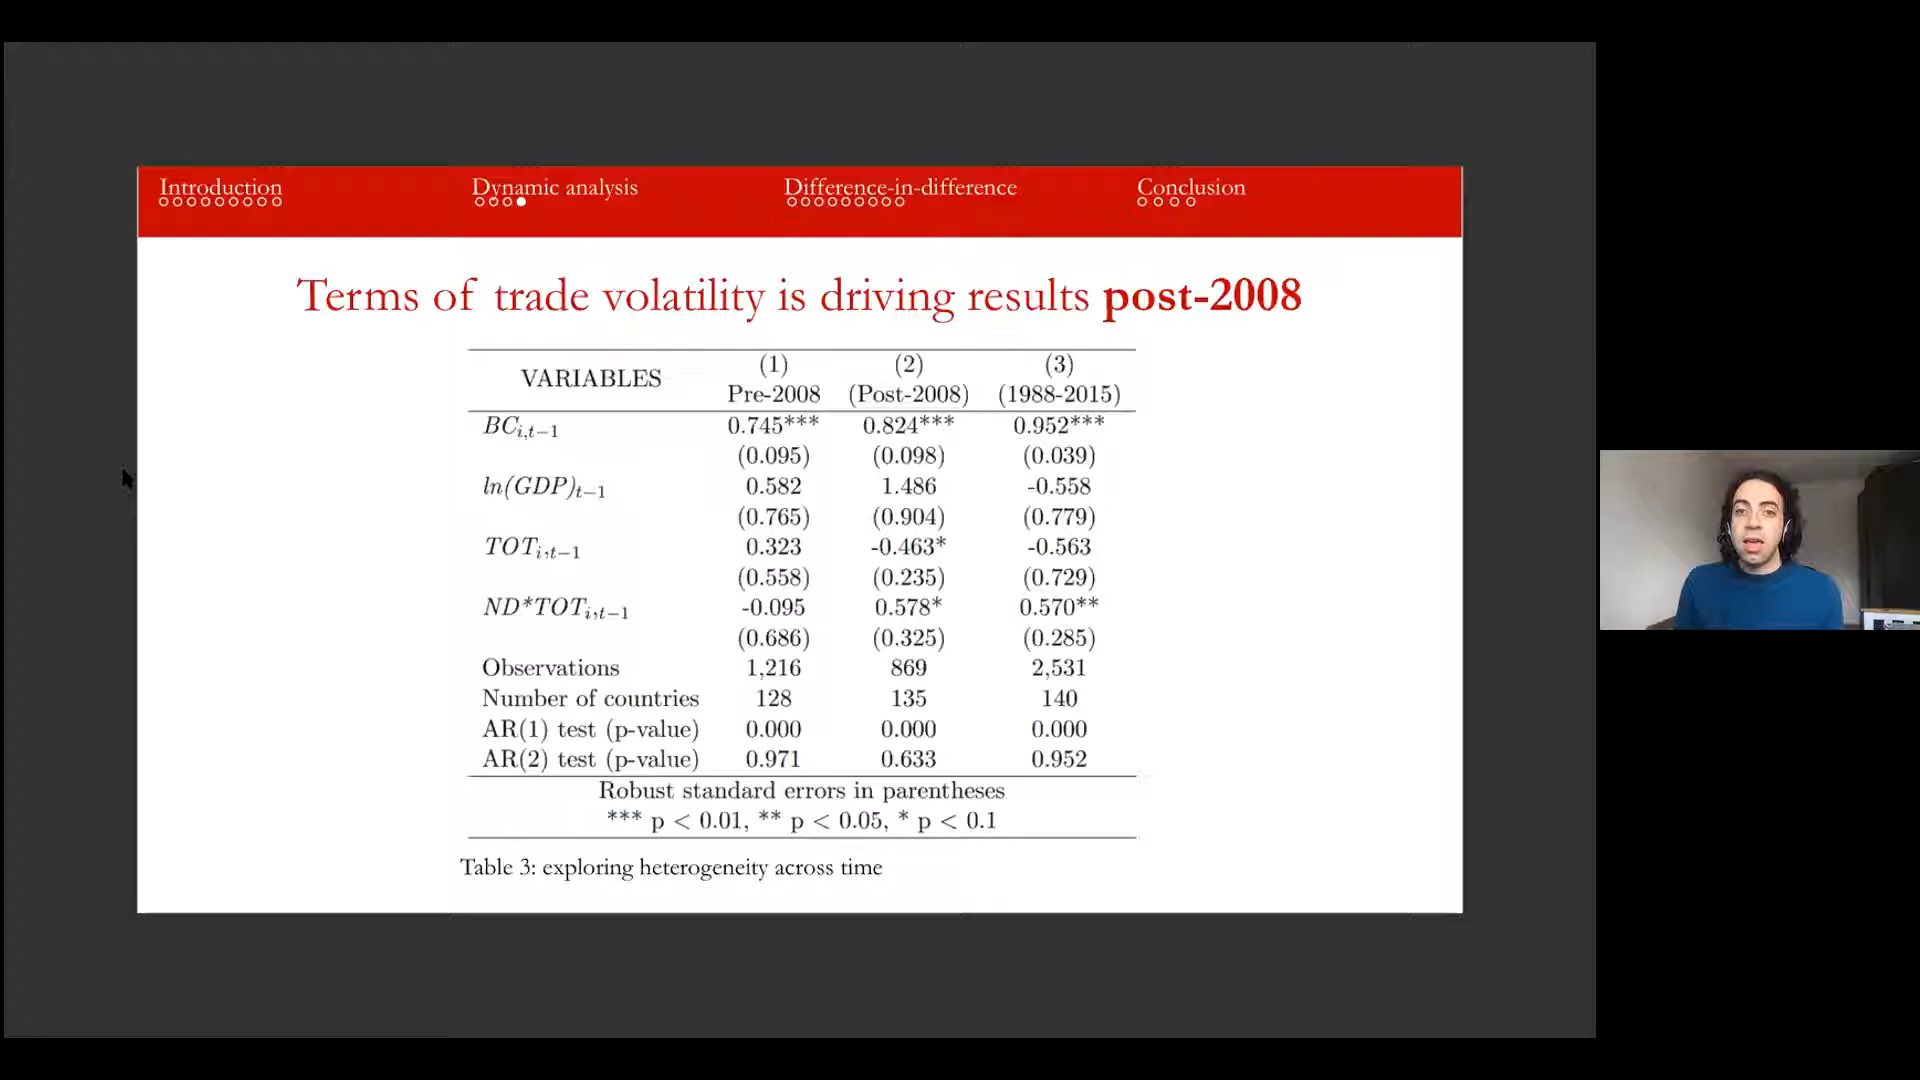 Introduction Dynamic analysis Difference-in-difference Conclusion
Terms of trade volatility is driving results post-2008
VARIABLES (1) (2) (3)
Pre-2008 (Post-2008) (1988-2015)
BCi,t−1 0.745*** 0.824*** 0.952***
(0.095) (0.098) (0.039)
ln(GDP)t−1 0.582 1.486 -0.558
(0.765) (0.904) (0.779)
TOTi,t−1 0.323 -0.463* -0.563
(0.558) (0.235) (0.729)
ND*TOTi,t−1 -0.095 0.578* 0.570**
(0.686) (0.325) (0.285)
Observations 1,216 869 2,531
Number of countries 128 135 140
AR(1) test (p-value) 0.000 0.000 0.000
AR(2) test (p-value) 0.971 0.633 0.952
Robust standard errors in parentheses
*** p < 0.01, ** p < 0.05, * p < 0.1
Table 3: exploring heterogeneity across time